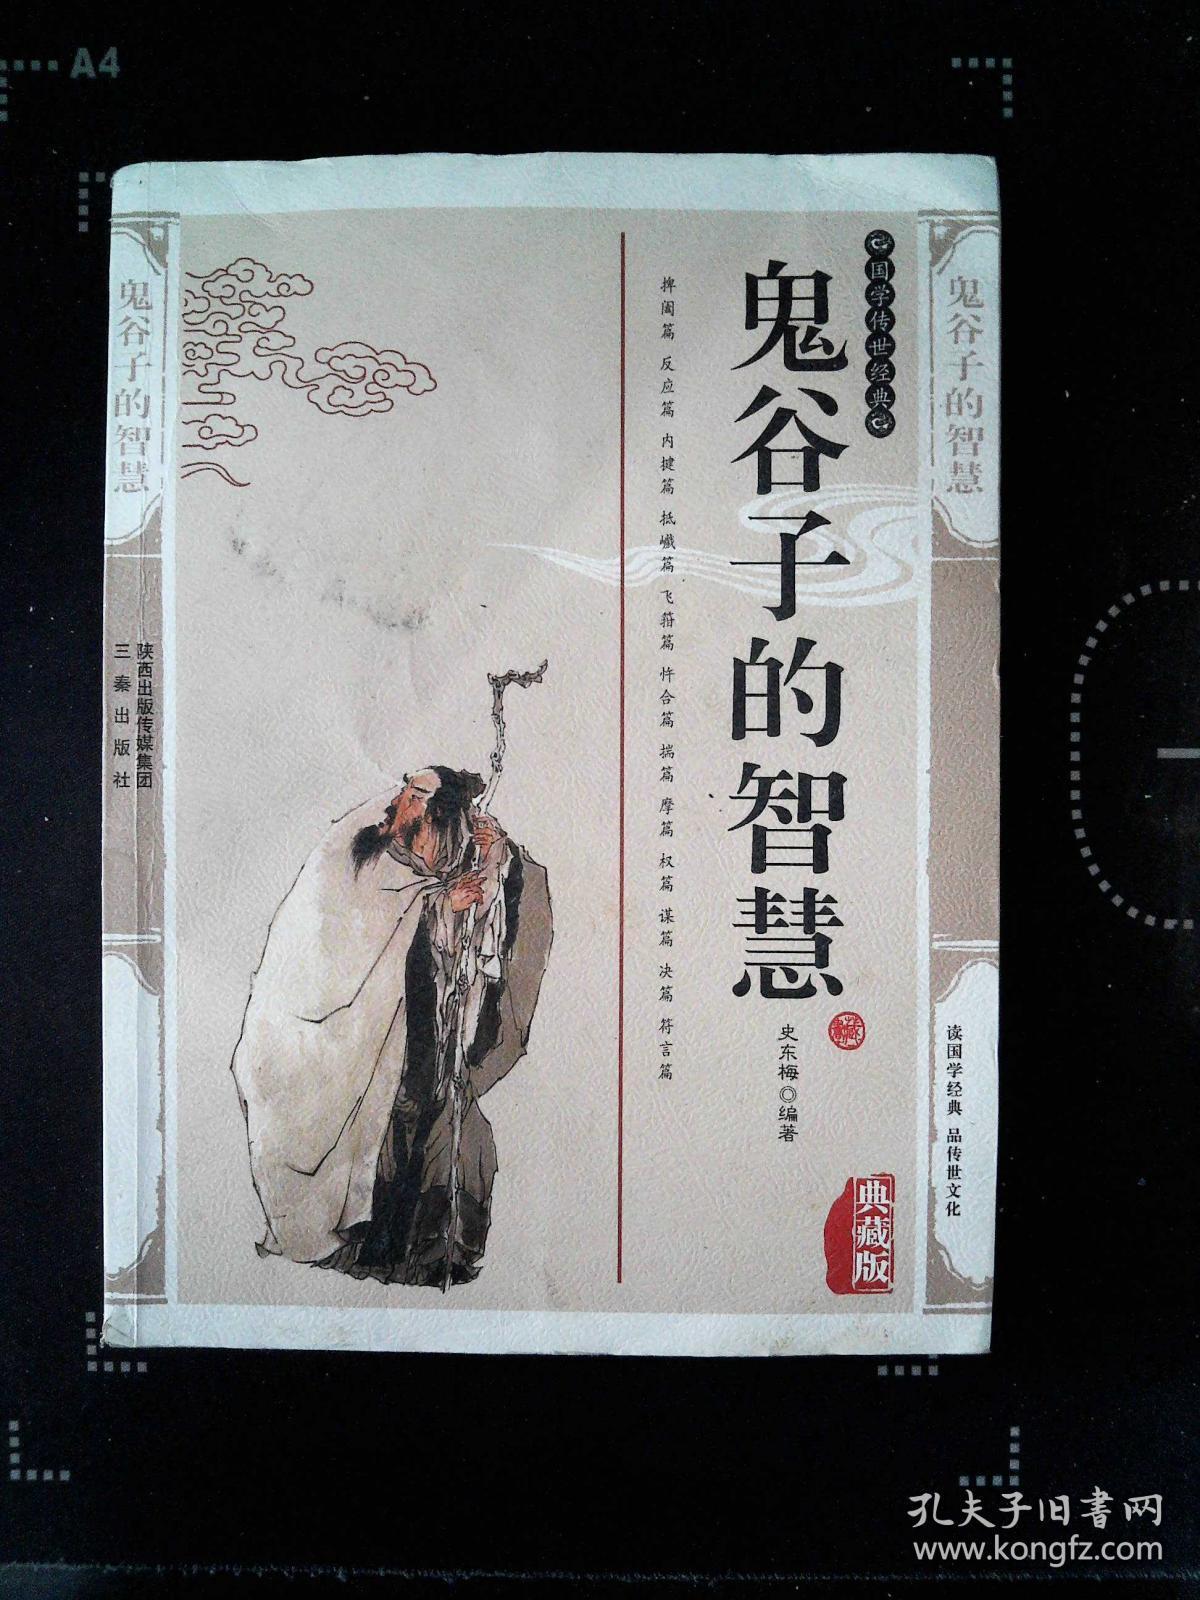 A4
国学传世经典
鬼谷子的智慧
史东梅◎编著
典藏版
捭阖篇 反应篇 内揵篇 抵巇篇 飞箝篇 忤合篇 揣篇 摩篇 权篇 谋篇 决篇 符言篇
鬼谷子的智慧
读国学经典 品传世文化
鬼谷子的智慧
陕西出版传媒集团
三秦出版社
孔夫子旧书网
www.kongfz.com